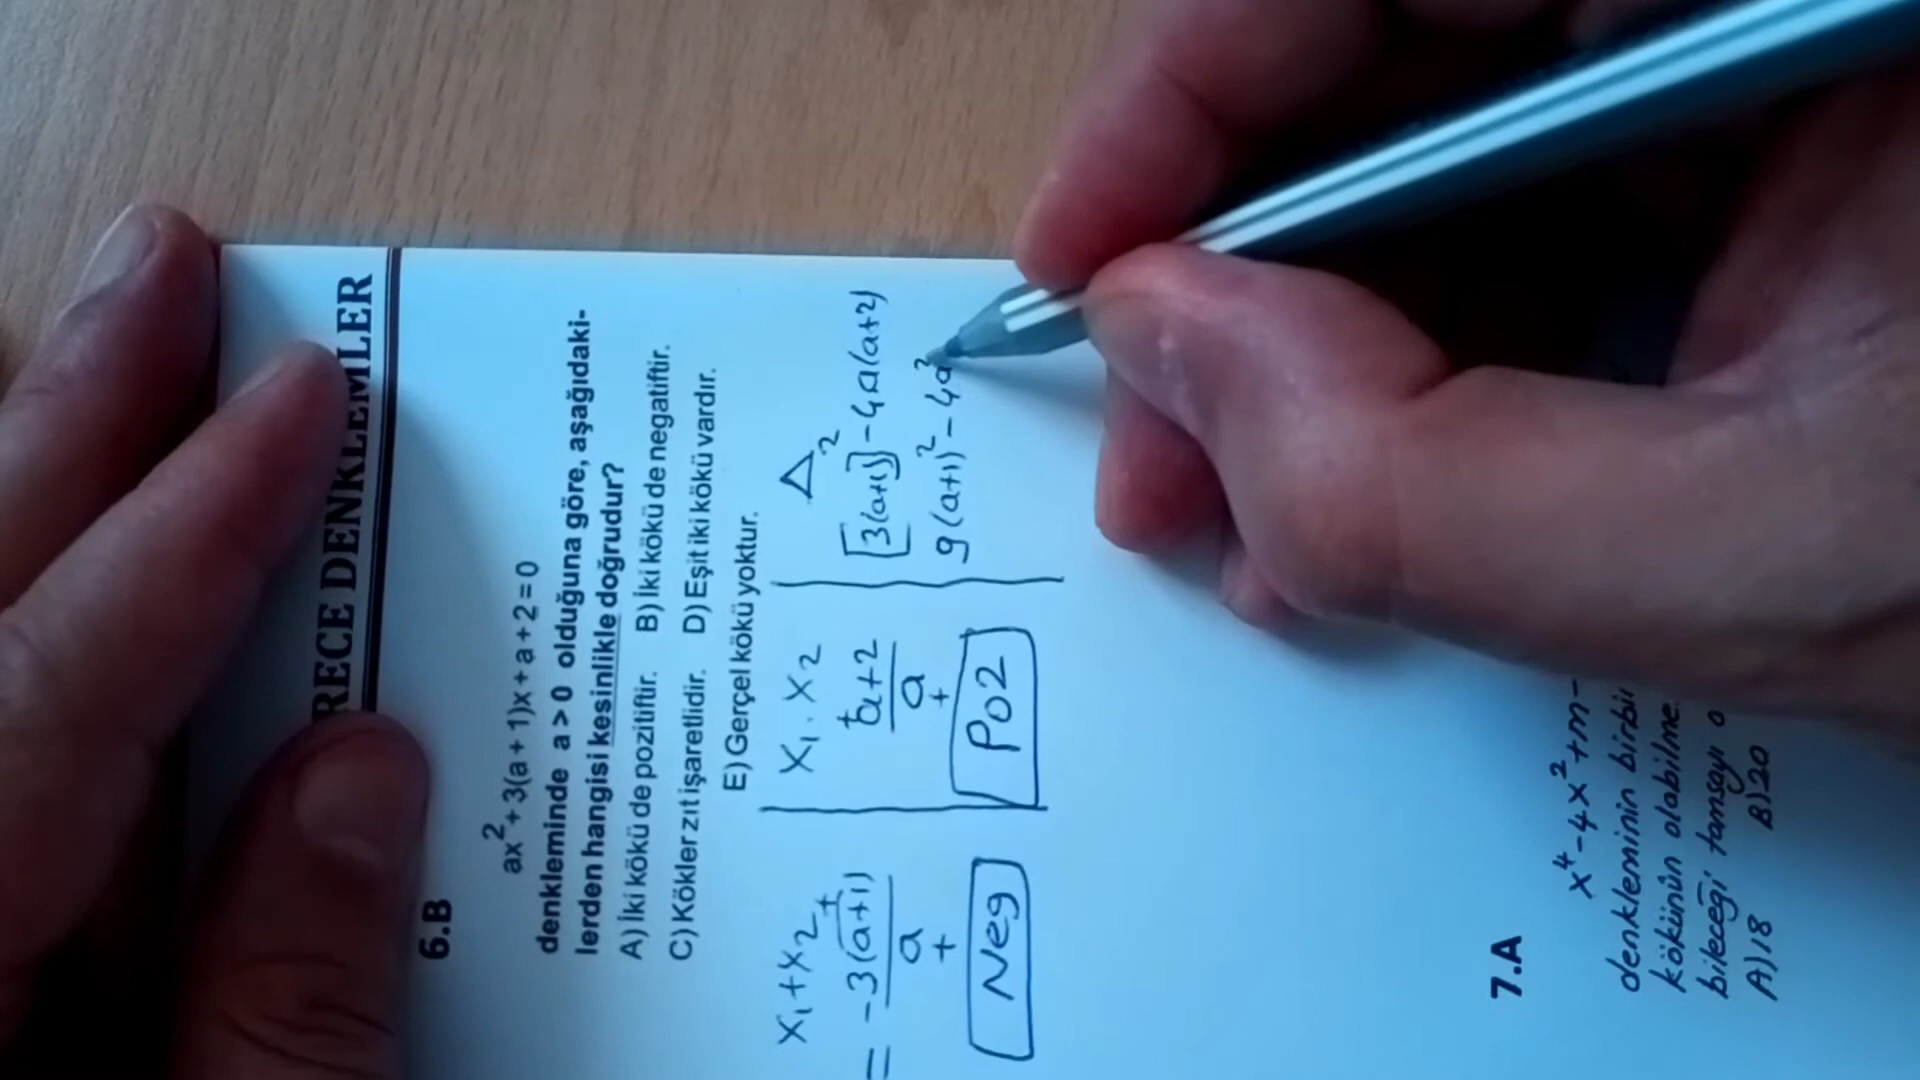 RECE DENKLEMLER
6.B
ax² + 3(a + 1)x + a + 2 = 0
denkleminde a > 0 olduğuna göre, aşağıdaki-
lerden hangisi kesinlikle doğrudur?
A) İki kökü de pozitiftir. B) İki kökü de negatiftir.
C) Kökler zıt işaretlidir. D) Eşit iki kökü vardır.
E) Gerçel kökü yoktur.
x₁+x₂
= -3(a+1)
+
a
+
Neg
x₁.x₂
+
a+2
a
+
Poz
Δ
[3(a+1)]² - 4a(a+2)
9(a+1)² - 4a²
7.A
x⁴-4x²+m-
denkleminin birbir
kökünün olabilme
bileceği tamsayı o
A)18 B)20